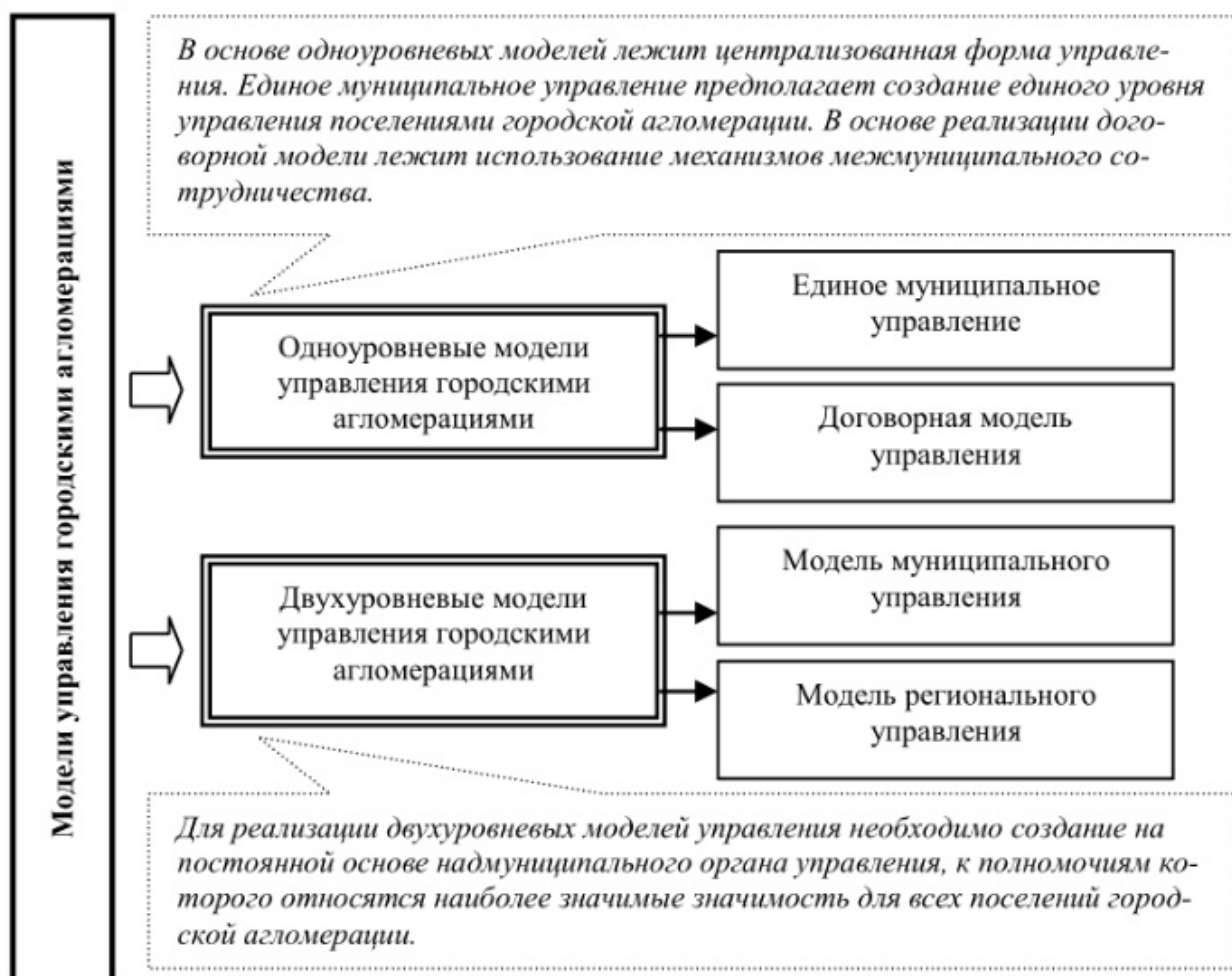 Модели управления городскими агломерациями
В основе одноуровневых моделей лежит централизованная форма управле-
ния. Единое муниципальное управление предполагает создание единого уровня
управления поселениями городской агломерации. В основе реализации дого-
ворной модели лежит использование механизмов межмуниципального со-
трудничества.
Одноуровневые модели
управления городскими
агломерациями
Единое муниципальное
управление
Договорная модель
управления
Двухуровневые модели
управления городскими
агломерациями
Модель муниципального
управления
Модель регионального
управления
Для реализации двухуровневых моделей управления необходимо создание на
постоянной основе надмуниципального органа управления, к полномочиям ко-
торого относятся наиболее значимые значимость для всех поселений город-
ской агломерации.